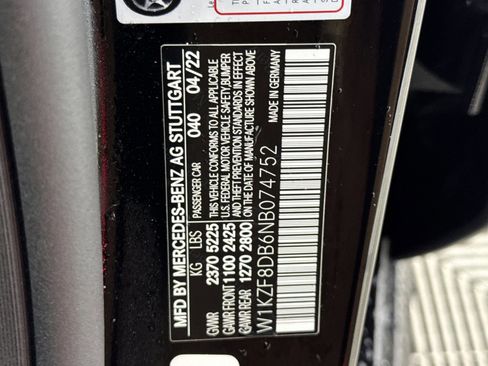 MFD BY MERCEDES-BENZ AG STUTTGART
KG LBS PASSENGER CAR 040 04/22
GVWR 2370 5225 THIS VEHICLE CONFORMS TO ALL APPLICABLE
GAWR FRONT 1100 2425 U.S. FEDERAL MOTOR VEHICLE SAFETY/BUMPER
GAWR REAR 1270 2800 AND THEFT PREVENTION STANDARDS IN EFFECT
ON THE DATE OF MANUFACTURE SHOWN ABOVE
W1KZF8DB6NB074752
MADE IN GERMANY